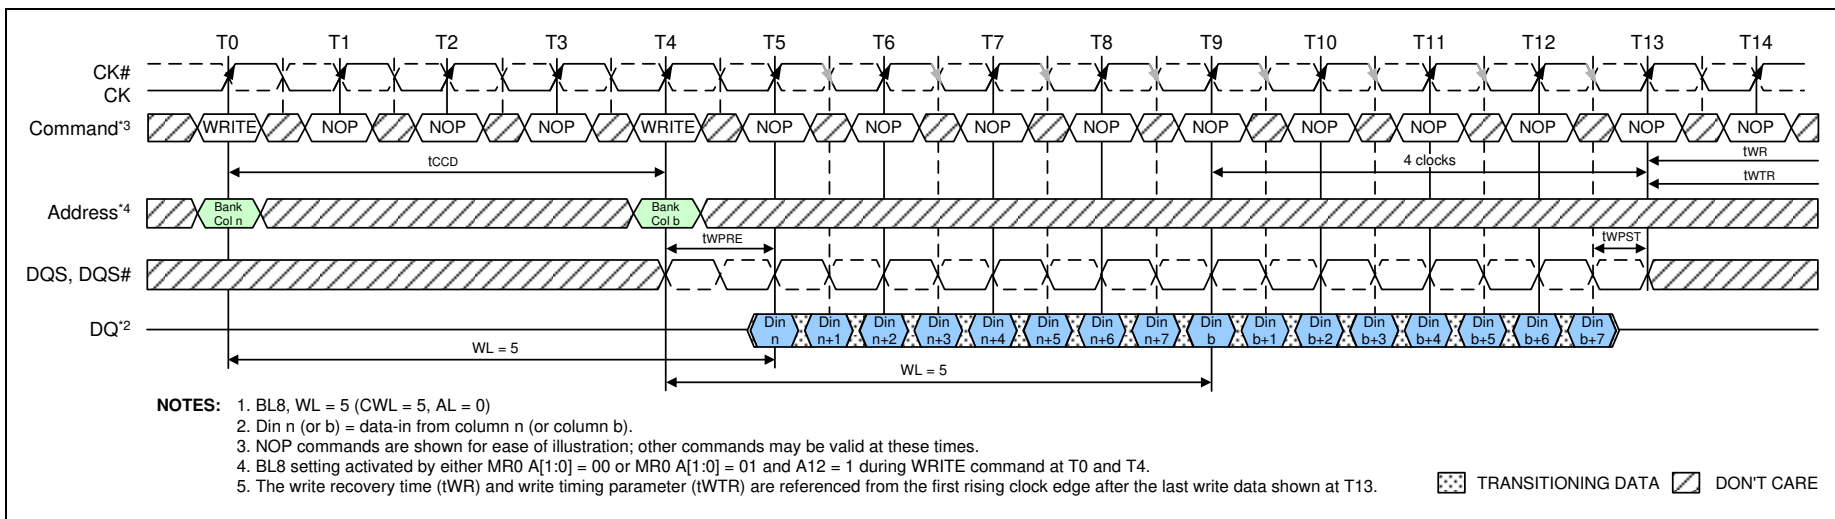 T0 T1 T2 T3 T4 T5 T6 T7 T8 T9 T10 T11 T12 T13 T14
CK#
CK
Command*3 WRITE NOP NOP NOP WRITE NOP NOP NOP NOP NOP NOP NOP NOP NOP NOP
tCCD 4 clocks tWR
tWTR
Address*4 Bank Col n Bank Col b
tWPRE tWPST
DQS, DQS#
DQ*2 Din n Din n+1 Din n+2 Din n+3 Din n+4 Din n+5 Din n+6 Din n+7 Din b Din b+1 Din b+2 Din b+3 Din b+4 Din b+5 Din b+6 Din b+7
WL = 5
WL = 5
NOTES: 1. BL8, WL = 5 (CWL = 5, AL = 0)
2. Din n (or b) = data-in from column n (or column b).
3. NOP commands are shown for ease of illustration; other commands may be valid at these times.
4. BL8 setting activated by either MR0 A[1:0] = 00 or MR0 A[1:0] = 01 and A12 = 1 during WRITE command at T0 and T4.
5. The write recovery time (tWR) and write timing parameter (tWTR) are referenced from the first rising clock edge after the last write data shown at T13.
TRANSITIONING DATA DON'T CARE